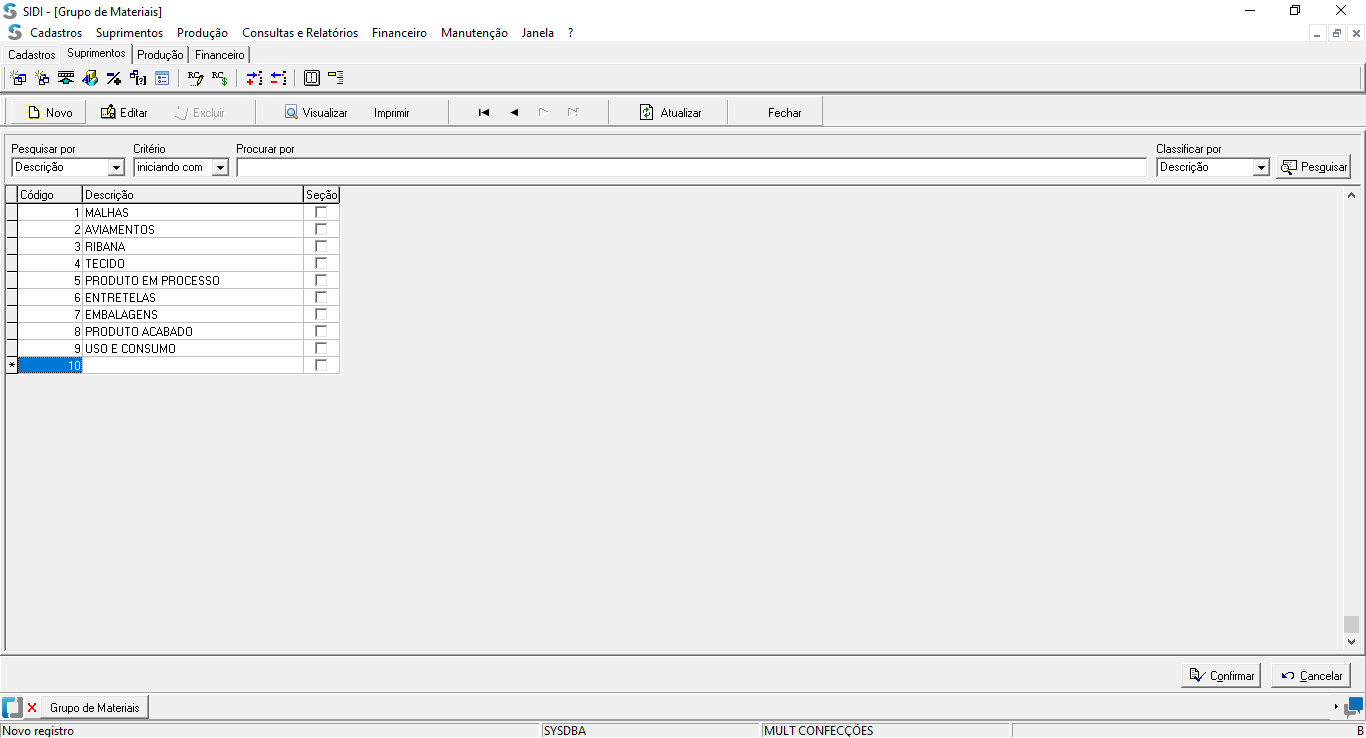 SIDI - [Grupo de Materiais]
Cadastros Suprimentos Produção Consultas e Relatórios Financeiro Manutenção Janela ?
Cadastros Suprimentos Produção Financeiro
Novo Editar Excluir Visualizar Imprimir Atualizar Fechar
Pesquisar por Critério Procurar por Classificar por
Descrição iniciando com Descrição Pesquisar
Código Descrição Seção
1 MALHAS
2 AVIAMENTOS
3 RIBANA
4 TECIDO
5 PRODUTO EM PROCESSO
6 ENTRETELAS
7 EMBALAGENS
8 PRODUTO ACABADO
9 USO E CONSUMO
* 10
Confirmar Cancelar
Grupo de Materiais
Novo registro SYSDBA MULT CONFECÇÕES B